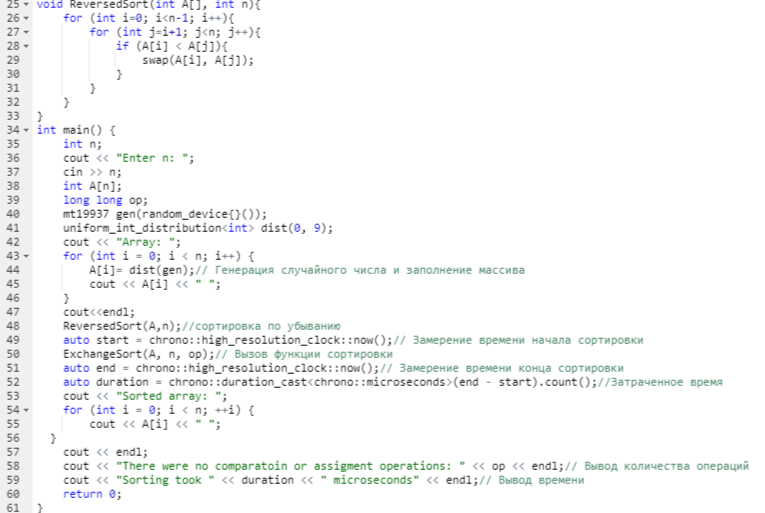 25 void ReversedSort(int A[], int n){
26     for (int i=0; i<n-1; i++){
27         for (int j=i+1; j<n; j++){
28             if (A[i] < A[j]){
29                 swap(A[i], A[j]);
30             }
31         }
32     }
33 }
34 int main() {
35     int n;
36     cout << "Enter n: ";
37     cin >> n;
38     int A[n];
39     long long op;
40     mt19937 gen(random_device{}());
41     uniform_int_distribution<int> dist(0, 9);
42     cout << "Array: ";
43     for (int i = 0; i < n; i++) {
44         A[i]= dist(gen);// Генерация случайного числа и заполнение массива
45         cout << A[i] << " ";
46     }
47     cout<<endl;
48     ReversedSort(A,n);//сортировка по убыванию
49     auto start = chrono::high_resolution_clock::now();// Замерение времени начала сортировки
50     ExchangeSort(A, n, op);// Вызов функции сортировки
51     auto end = chrono::high_resolution_clock::now();// Замерение времени конца сортировки
52     auto duration = chrono::duration_cast<chrono::microseconds>(end - start).count();//Затраченное время
53     cout << "Sorted array: ";
54     for (int i = 0; i < n; ++i) {
55         cout << A[i] << " ";
56   }
57     cout << endl;
58     cout << "There were no comparatoin or assigment operations: " << op << endl;// Вывод количества операций
59     cout << "Sorting took " << duration << " microseconds" << endl;// Вывод времени
60     return 0;
61 }